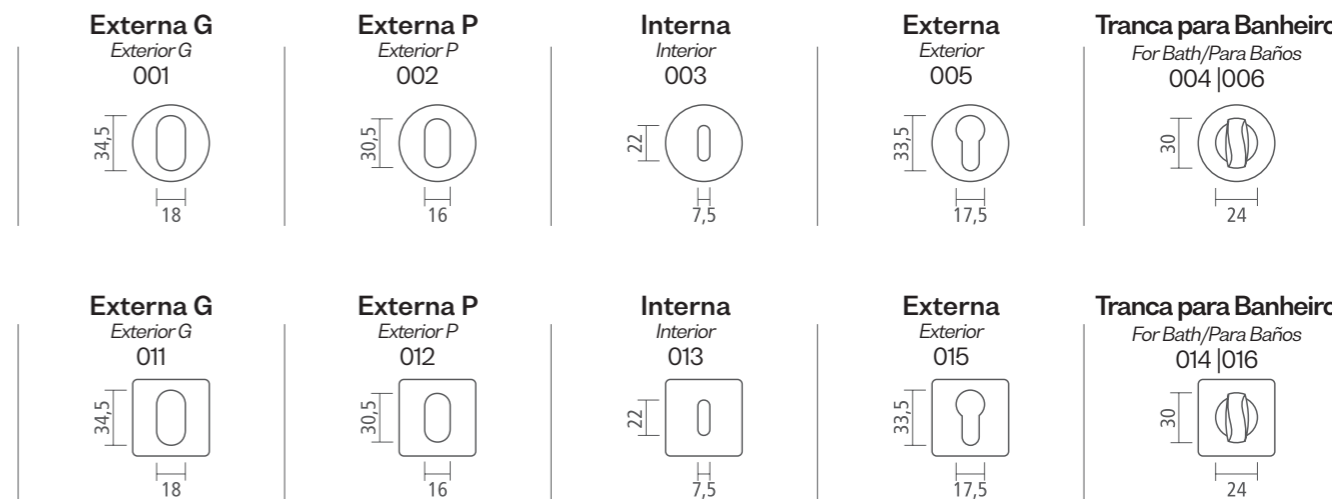 Externa G
Exterior G
001
34,5
18
Externa P
Exterior P
002
30,5
16
Interna
Interior
003
22
7,5
Externa
Exterior
005
33,5
17,5
Tranca para Banheiro
For Bath/Para Baños
004 |006
30
24
Externa G
Exterior G
011
34,5
18
Externa P
Exterior P
012
30,5
16
Interna
Interior
013
22
7,5
Externa
Exterior
015
33,5
17,5
Tranca para Banheiro
For Bath/Para Baños
014 |016
30
24